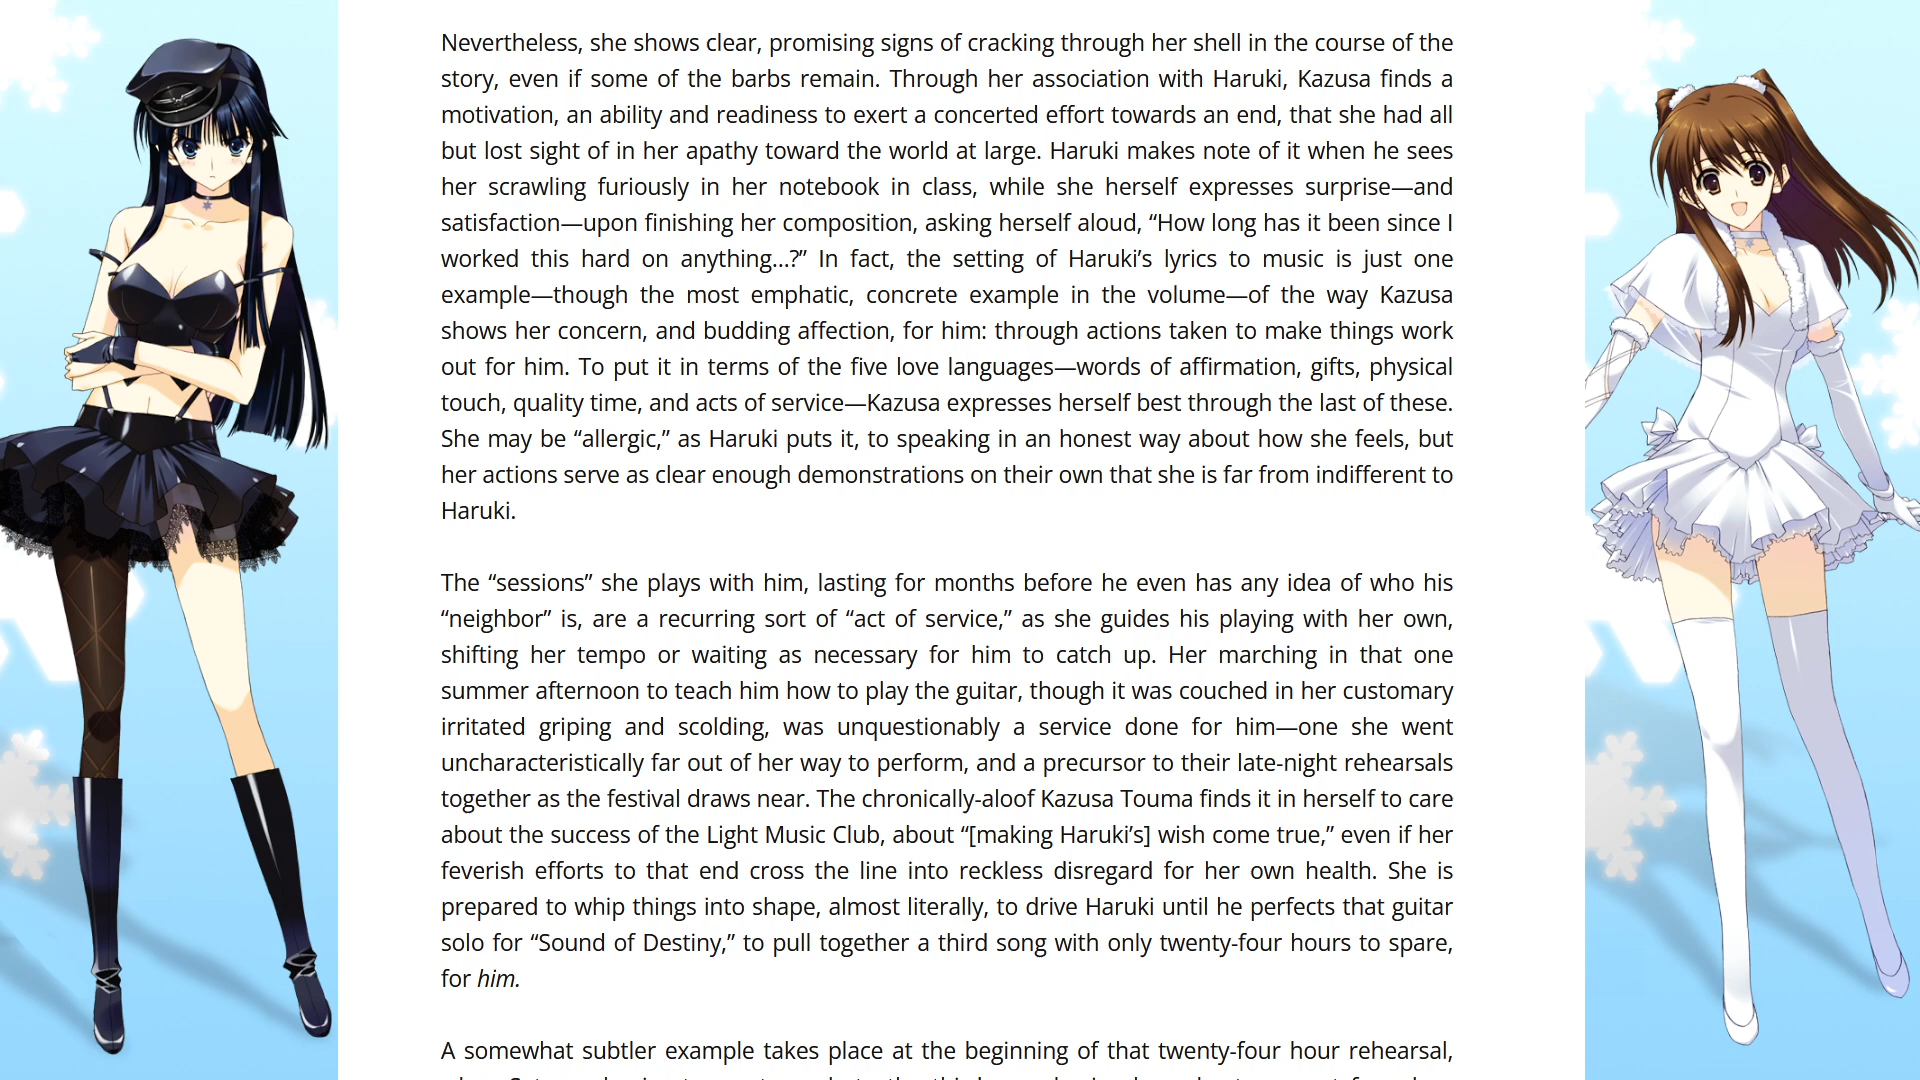 Nevertheless, she shows clear, promising signs of cracking through her shell in the course of the
story, even if some of the barbs remain. Through her association with Haruki, Kazusa finds a
motivation, an ability and readiness to exert a concerted effort towards an end, that she had all
but lost sight of in her apathy toward the world at large. Haruki makes note of it when he sees
her scrawling furiously in her notebook in class, while she herself expresses surprise—and
satisfaction—upon finishing her composition, asking herself aloud, “How long has it been since I
worked this hard on anything…?” In fact, the setting of Haruki’s lyrics to music is just one
example—though the most emphatic, concrete example in the volume—of the way Kazusa
shows her concern, and budding affection, for him: through actions taken to make things work
out for him. To put it in terms of the five love languages—words of affirmation, gifts, physical
touch, quality time, and acts of service—Kazusa expresses herself best through the last of these.
She may be “allergic,” as Haruki puts it, to speaking in an honest way about how she feels, but
her actions serve as clear enough demonstrations on their own that she is far from indifferent to
Haruki.
The “sessions” she plays with him, lasting for months before he even has any idea of who his
“neighbor” is, are a recurring sort of “act of service,” as she guides his playing with her own,
shifting her tempo or waiting as necessary for him to catch up. Her marching in that one
summer afternoon to teach him how to play the guitar, though it was couched in her customary
irritated griping and scolding, was unquestionably a service done for him—one she went
uncharacteristically far out of her way to perform, and a precursor to their late-night rehearsals
together as the festival draws near. The chronically-aloof Kazusa Touma finds it in herself to care
about the success of the Light Music Club, about “[making Haruki’s] wish come true,” even if her
feverish efforts to that end cross the line into reckless disregard for her own health. She is
prepared to whip things into shape, almost literally, to drive Haruki until he perfects that guitar
solo for “Sound of Destiny,” to pull together a third song with only twenty-four hours to spare,
for him.
A somewhat subtler example takes place at the beginning of that twenty-four hour rehearsal,